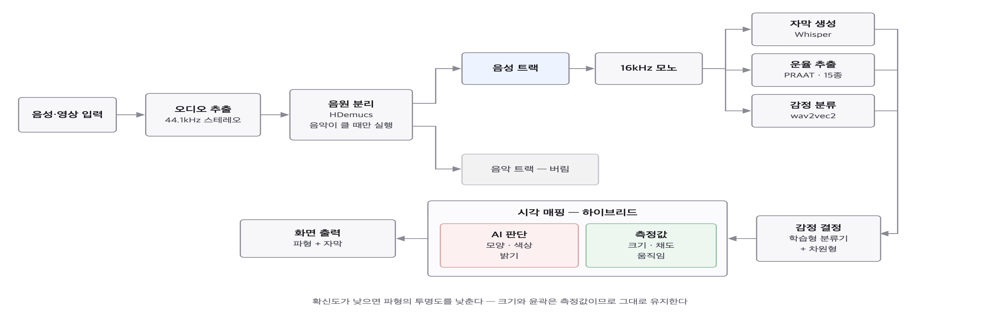 음성·영상 입력
오디오 추출
44.1kHz 스테레오
음원 분리
HDemucs
음악이 클 때만 실행
음성 트랙
16kHz 모노
자막 생성
Whisper
운율 추출
PRAAT · 15종
감정 분류
wav2vec2
음악 트랙 — 버림
감정 결정
학습형 분류기
+ 차원형
시각 매핑 — 하이브리드
AI 판단
모양 · 색상
밝기
측정값
크기 · 채도
움직임
화면 출력
파형 + 자막
확신도가 낮으면 파형의 투명도를 낮춘다 — 크기와 윤곽은 측정값이므로 그대로 유지한다